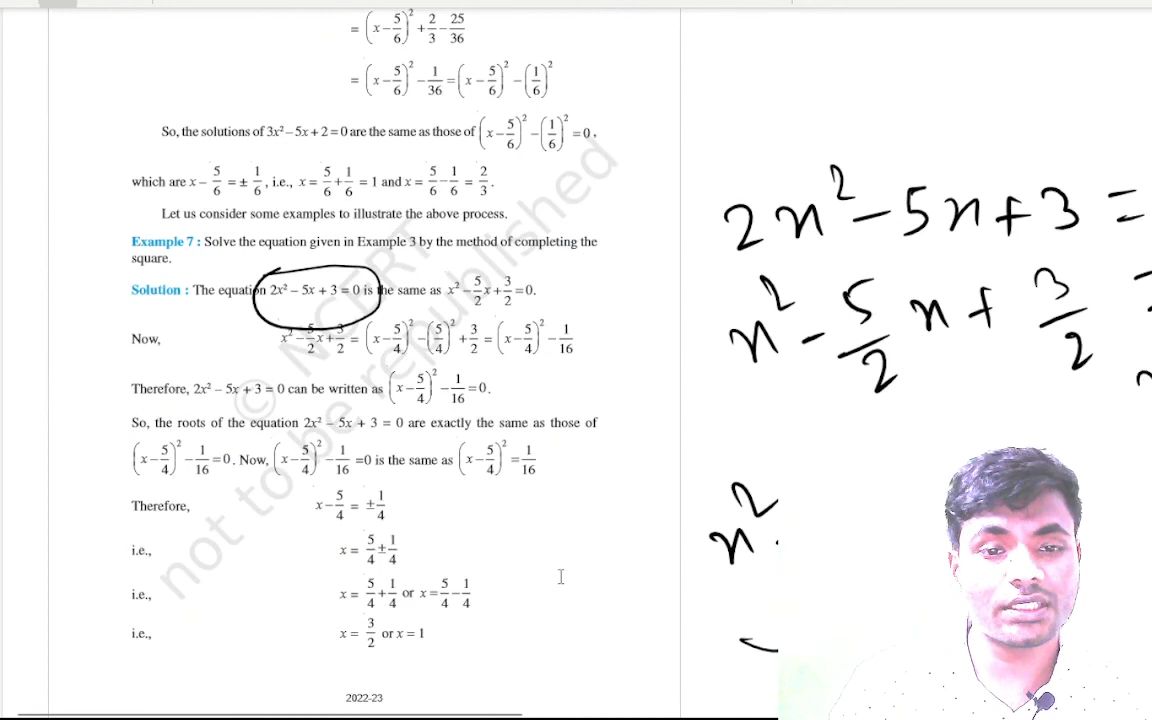 = (x − 5/6)² + 2/3 − 25/36
= (x − 5/6)² − 1/36 = (x − 5/6)² − (1/6)²
So, the solutions of 3x² – 5x + 2 = 0 are the same as those of (x − 5/6)² − (1/6)² = 0,
which are x − 5/6 = ± 1/6, i.e., x = 5/6 + 1/6 = 1 and x = 5/6 − 1/6 = 2/3.
Let us consider some examples to illustrate the above process.
Example 7 : Solve the equation given in Example 3 by the method of completing the
square.
Solution : The equation 2x² – 5x + 3 = 0 is the same as x² − 5/2 x + 3/2 = 0.
Now, x² − 5/2 x + 3/2 = (x − 5/4)² − (5/4)² + 3/2 = (x − 5/4)² − 1/16
Therefore, 2x² – 5x + 3 = 0 can be written as (x − 5/4)² − 1/16 = 0.
So, the roots of the equation 2x² – 5x + 3 = 0 are exactly the same as those of
(x − 5/4)² − 1/16 = 0. Now, (x − 5/4)² − 1/16 = 0 is the same as (x − 5/4)² = 1/16
Therefore, x − 5/4 = ± 1/4
i.e., x = 5/4 ± 1/4
i.e., x = 5/4 + 1/4 or x = 5/4 − 1/4
i.e., x = 3/2 or x = 1
2022-23
© NCERT
not to be republished
2x² − 5x + 3 =
x² − 5/2 x + 3/2
x²